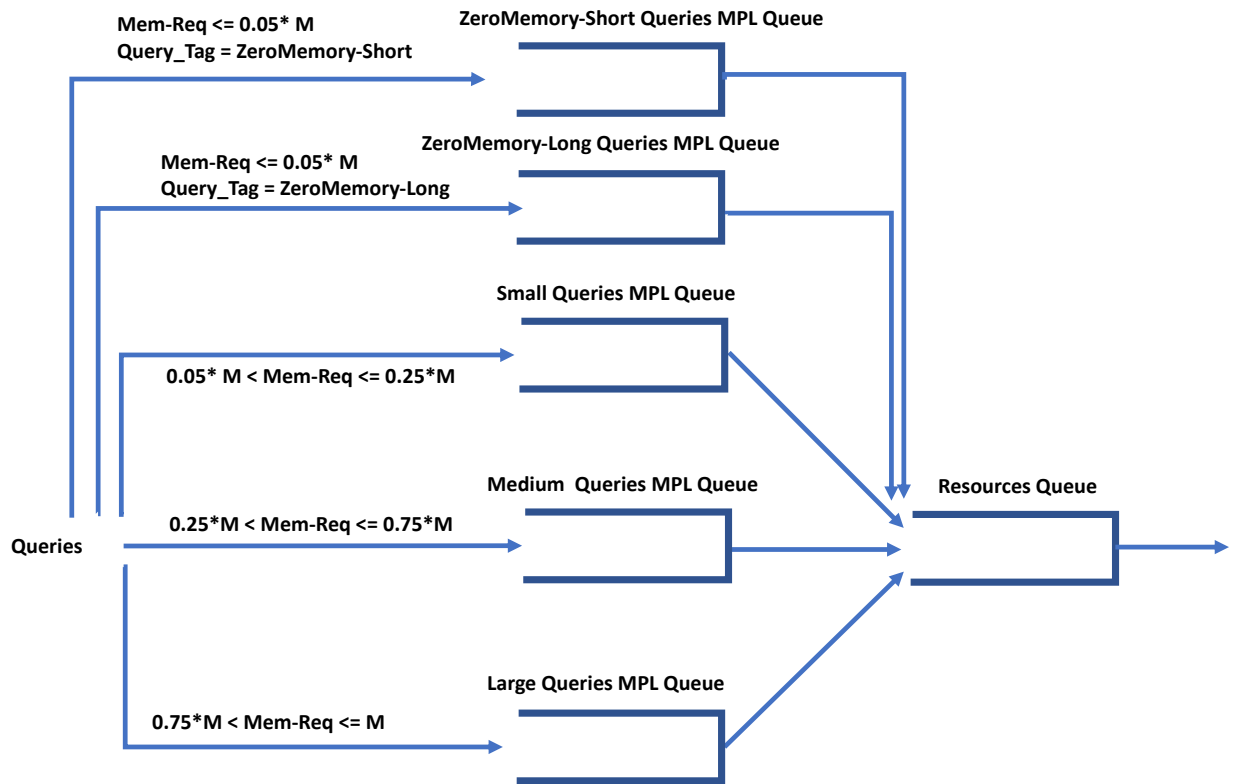 ZeroMemory-Short Queries MPL Queue
Mem-Req <= 0.05* M
Query_Tag = ZeroMemory-Short
ZeroMemory-Long Queries MPL Queue
Mem-Req <= 0.05* M
Query_Tag = ZeroMemory-Long
Small Queries MPL Queue
0.05* M < Mem-Req <= 0.25*M
Medium  Queries MPL Queue
Resources Queue
0.25*M < Mem-Req <= 0.75*M
Queries
Large Queries MPL Queue
0.75*M < Mem-Req <= M